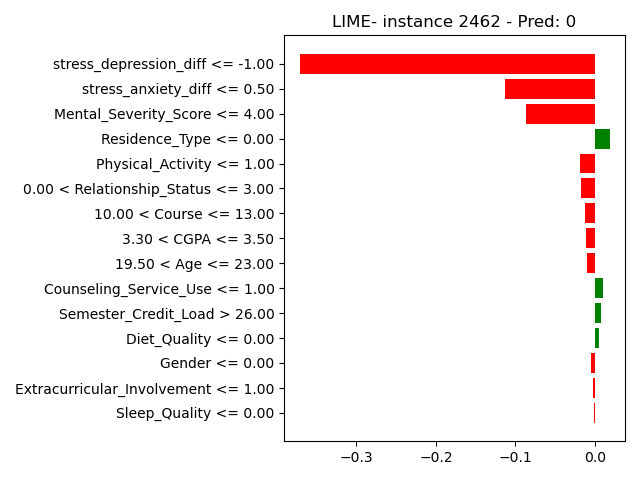 LIME- instance 2462 - Pred: 0
stress_depression_diff <= -1.00
stress_anxiety_diff <= 0.50
Mental_Severity_Score <= 4.00
Residence_Type <= 0.00
Physical_Activity <= 1.00
0.00 < Relationship_Status <= 3.00
10.00 < Course <= 13.00
3.30 < CGPA <= 3.50
19.50 < Age <= 23.00
Counseling_Service_Use <= 1.00
Semester_Credit_Load > 26.00
Diet_Quality <= 0.00
Gender <= 0.00
Extracurricular_Involvement <= 1.00
Sleep_Quality <= 0.00
−0.3 −0.2 −0.1 0.0